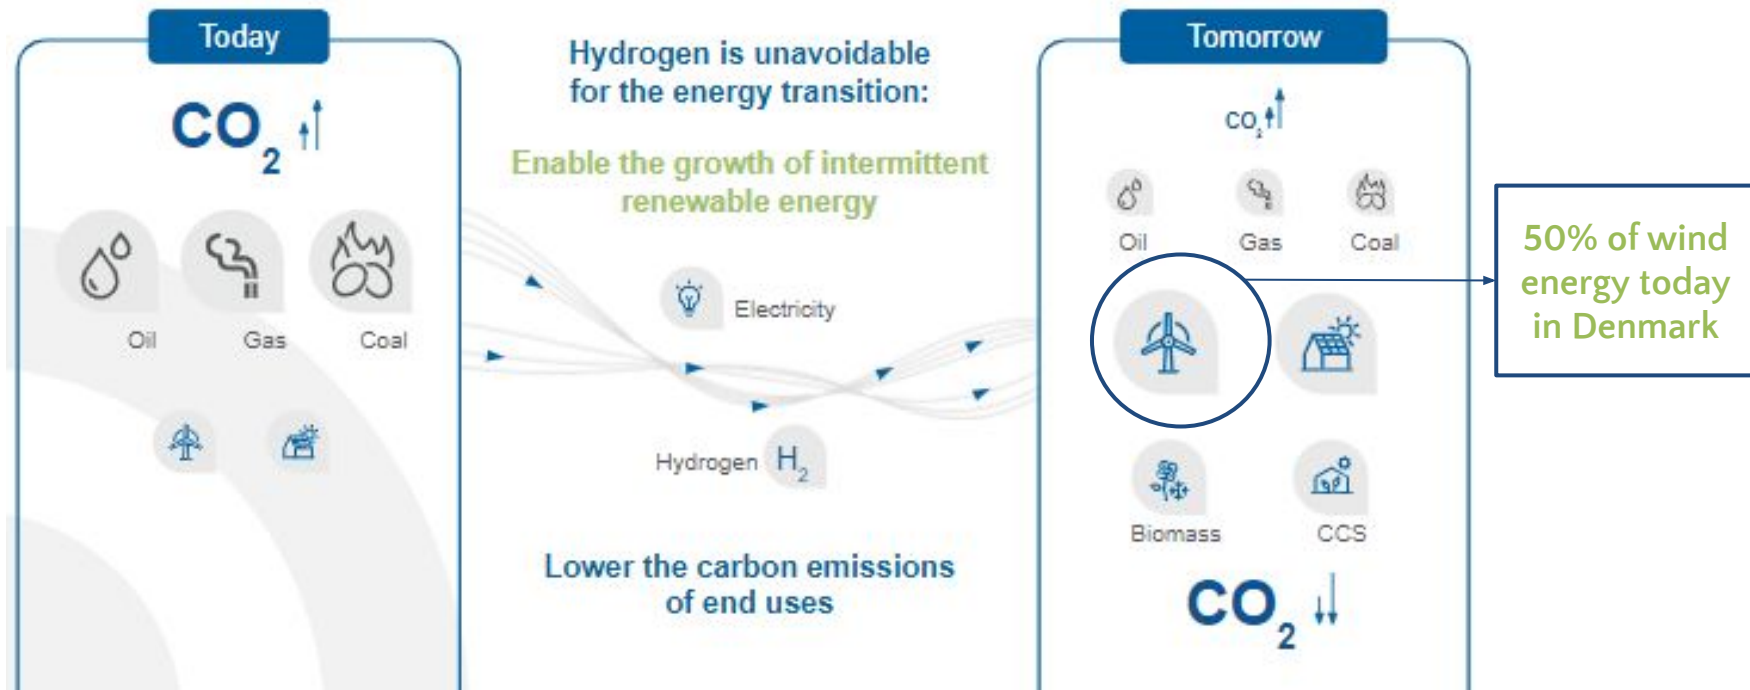 Today
CO2
Oil
Gas
Coal
Hydrogen is unavoidable
for the energy transition:
Enable the growth of intermittent
renewable energy
Electricity
Hydrogen H2
Lower the carbon emissions
of end uses
Tomorrow
CO2
Oil
Gas
Coal
Biomass
CCS
CO2
50% of wind
energy today
in Denmark